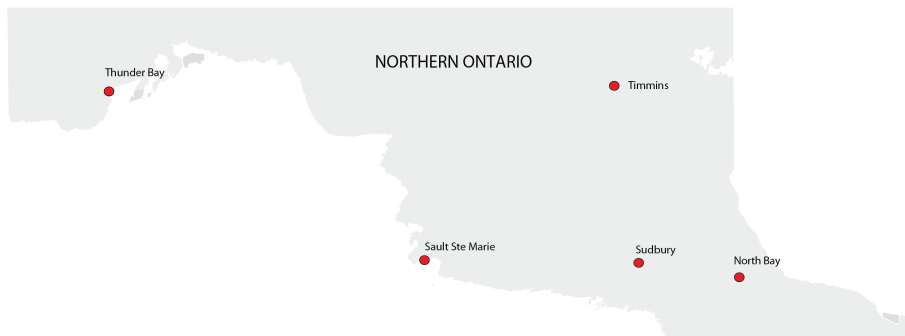 NORTHERN ONTARIO
Thunder Bay
Timmins
Sault Ste Marie
Sudbury
North Bay